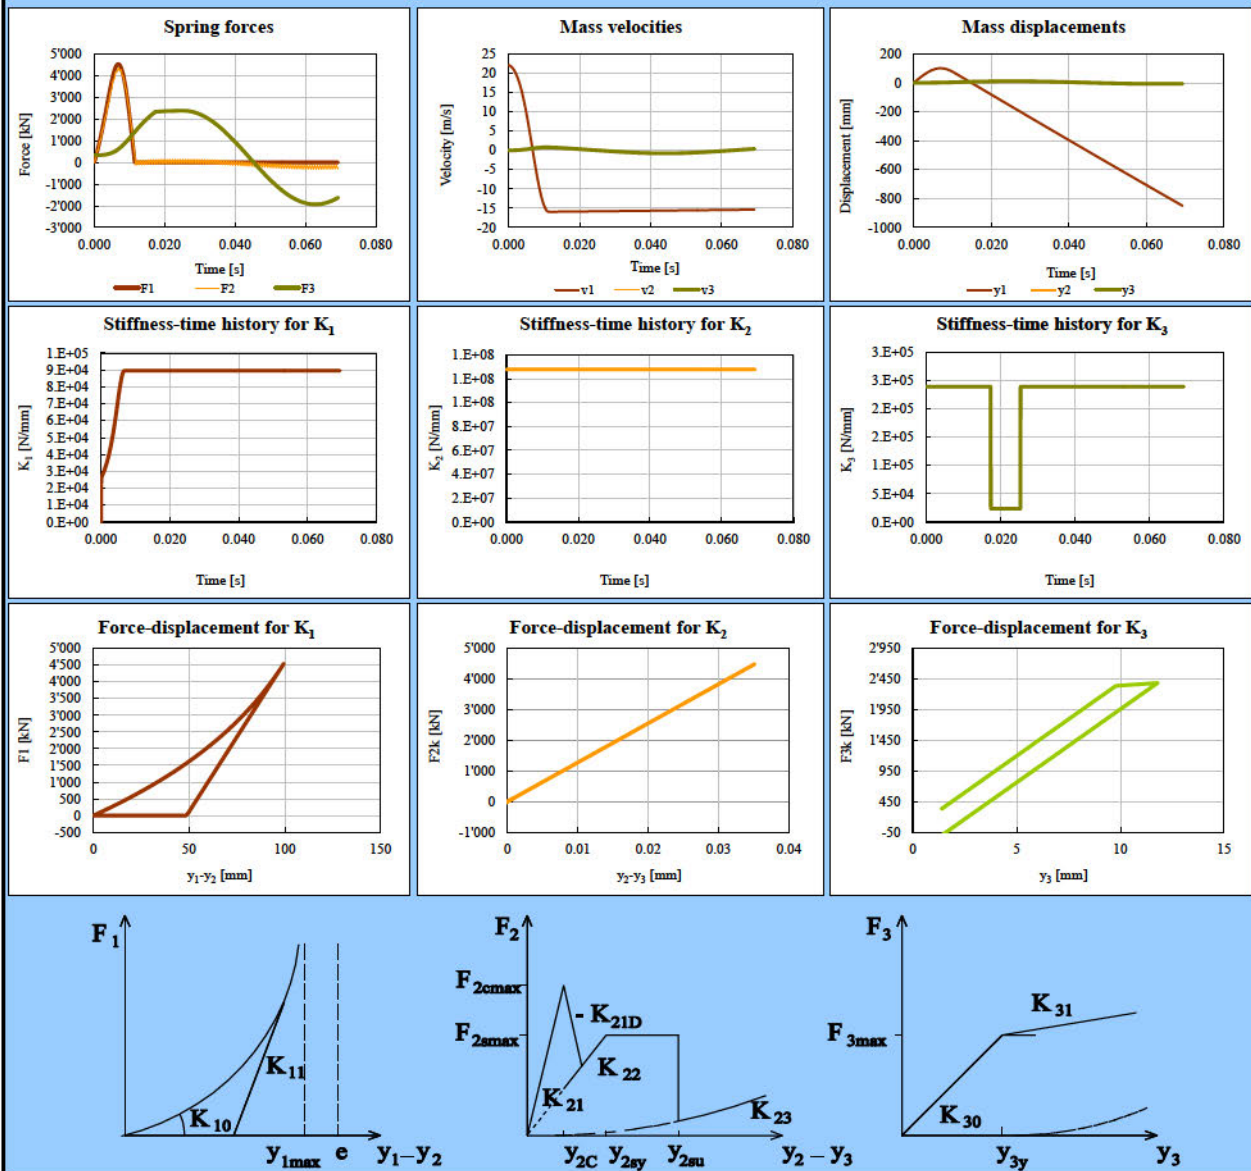 Spring forces
Force [kN]
5'000
4'000
3'000
2'000
1'000
0
-1'000
-2'000
-3'000
0.000 0.020 0.040 0.060 0.080
Time [s]
F1 F2 F3
Mass velocities
Velocity [m/s]
25
20
15
10
5
0
-5
-10
-15
-20
0.000 0.020 0.040 0.060 0.080
Time [s]
v1 v2 v3
Mass displacements
Displacement [mm]
200
0
-200
-400
-600
-800
-1000
0.000 0.020 0.040 0.060 0.080
Time [s]
y1 y2 y3
Stiffness-time history for K1
K1 [N/mm]
1.E+05
9.E+04
8.E+04
7.E+04
6.E+04
5.E+04
4.E+04
3.E+04
2.E+04
1.E+04
0.E+00
0.000 0.020 0.040 0.060 0.080
Time [s]
Stiffness-time history for K2
K2 [N/mm]
1.E+08
1.E+08
1.E+08
8.E+07
6.E+07
4.E+07
2.E+07
0.E+00
0.000 0.020 0.040 0.060 0.080
Time [s]
Stiffness-time history for K3
K3 [N/mm]
3.E+05
3.E+05
2.E+05
2.E+05
1.E+05
5.E+04
0.E+00
0.000 0.020 0.040 0.060 0.080
Time [s]
Force-displacement for K1
F1 [kN]
5'000
4'500
4'000
3'500
3'000
2'500
2'000
1'500
1'000
500
0
-500
0 50 100 150
y1-y2 [mm]
Force-displacement for K2
F2k [kN]
5'000
4'000
3'000
2'000
1'000
0
-1'000
0 0.01 0.02 0.03 0.04
y2-y3 [mm]
Force-displacement for K3
F3k [kN]
2'950
2'450
1'950
1'450
950
450
-50
0 5 10 15
y3 [mm]
F1
K11
K10
y1max e y1-y2
F2
F2cmax
- K21D
F2smax
K22
K21
K23
y2C y2sy y2su y2 - y3
F3
K31
F3max
K30
y3y y3